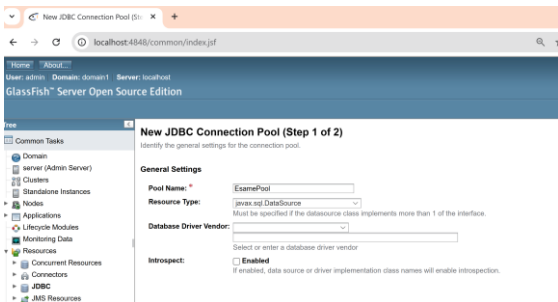 New JDBC Connection Pool (St
localhost:4848/common/index.jsf
Home About...
User: admin Domain: domain1 Server: localhost
GlassFish™ Server Open Source Edition
Tree
Common Tasks
Domain
server (Admin Server)
Clusters
Standalone Instances
Nodes
Applications
Lifecycle Modules
Monitoring Data
Resources
Concurrent Resources
Connectors
JDBC
JMS Resources
New JDBC Connection Pool (Step 1 of 2)
Identify the general settings for the connection pool.
General Settings
Pool Name: * EsamePool
Resource Type: javax.sql.DataSource
Must be specified if the datasource class implements more than 1 of the interface.
Database Driver Vendor:
Select or enter a database driver vendor
Introspect: Enabled
If enabled, data source or driver implementation class names will enable introspection.